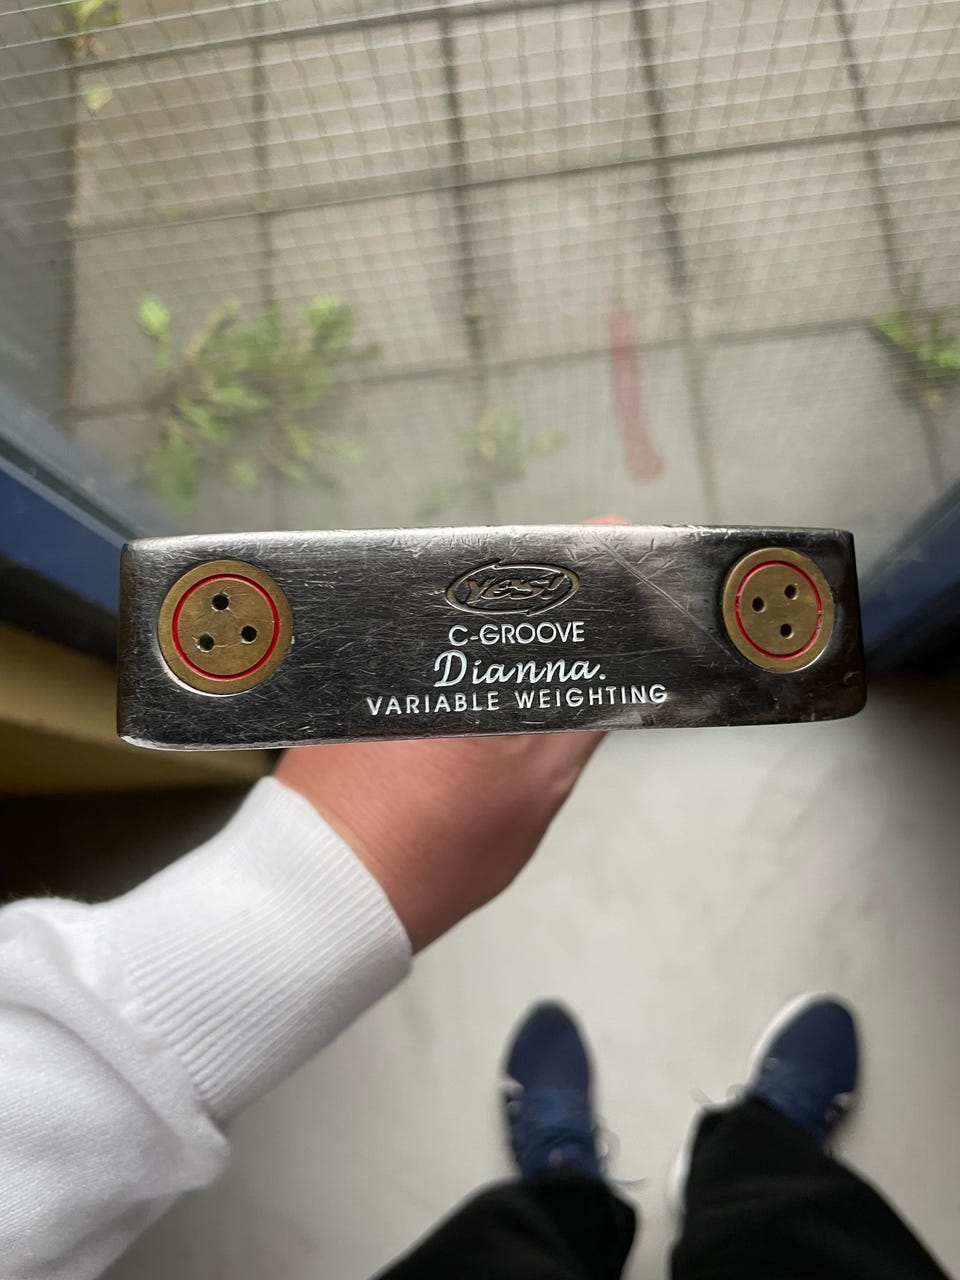 YES!
C-GROOVE
Dianna.
VARIABLE WEIGHTING